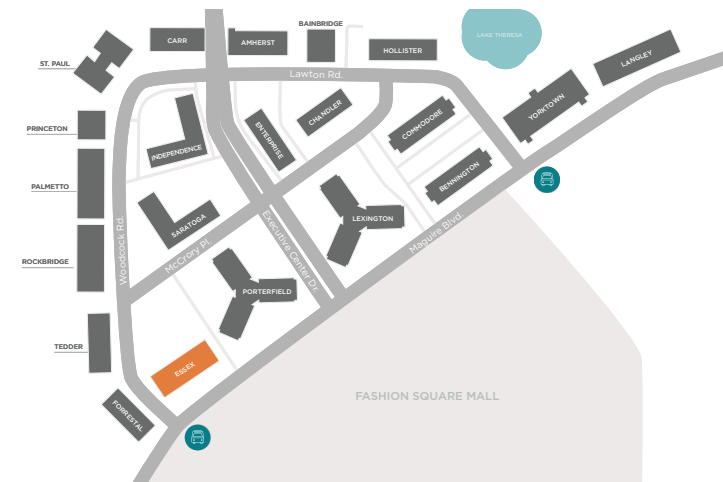 BAINBRIDGE
CARR
AMHERST
HOLLISTER
LAKE THERESA
LANGLEY
ST. PAUL
Lawton Rd.
YORKTOWN
PRINCETON
INDEPENDENCE
ENTERPRISE
CHANDLER
COMMODORE
PALMETTO
BENNINGTON
SARATOGA
LEXINGTON
Woodcock Rd.
McCrory Pl.
Executive Center Dr.
Maguire Blvd.
ROCKBRIDGE
PORTERFIELD
TEDDER
ESSEX
FASHION SQUARE MALL
FORRESTAL